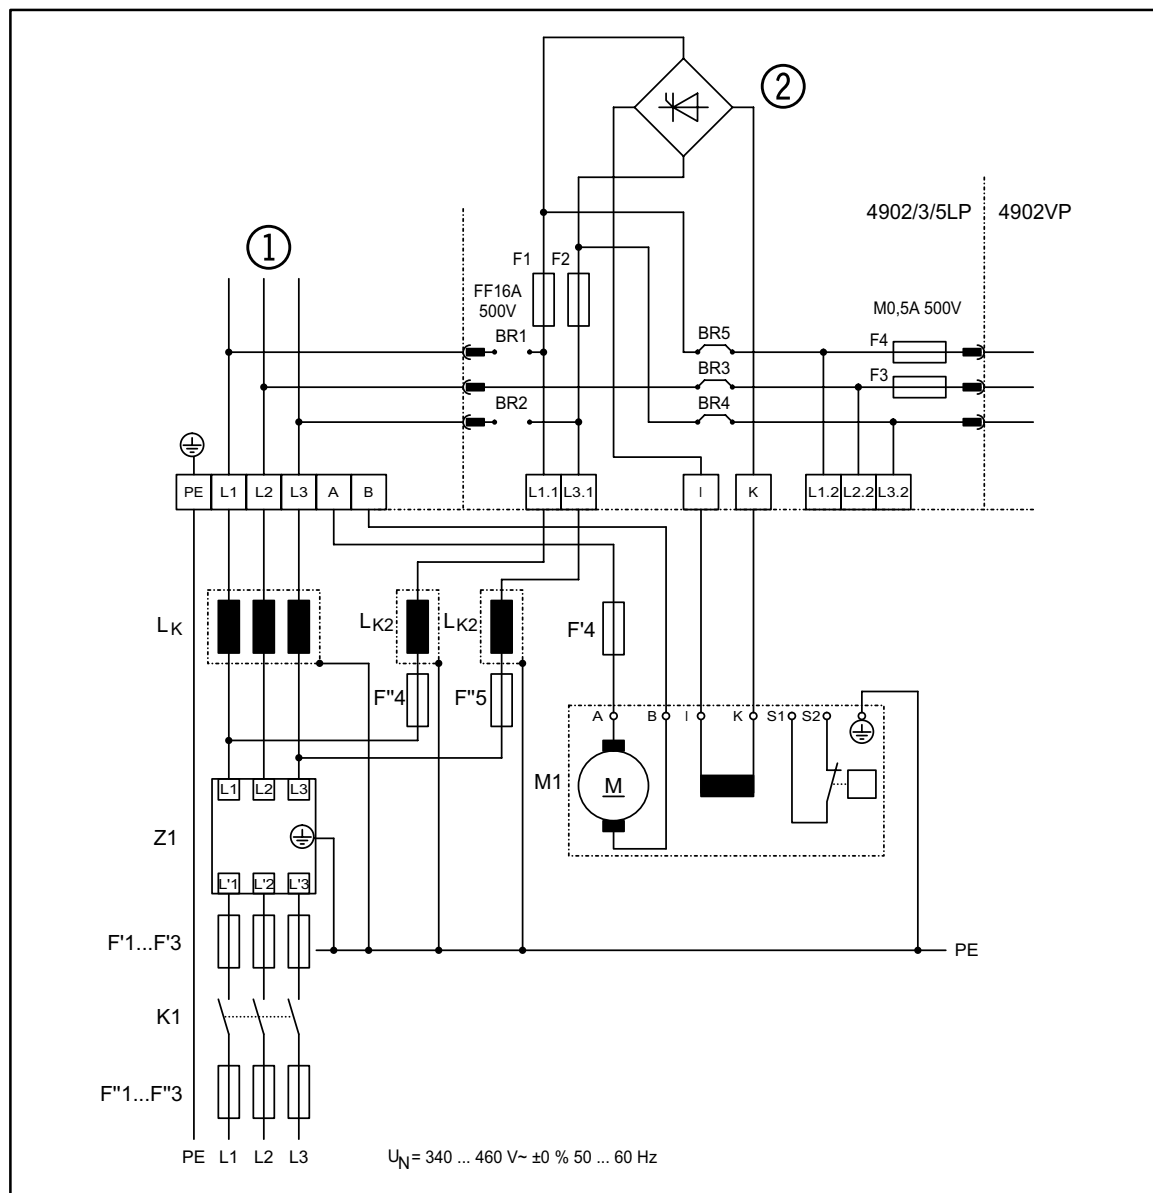 ②
4902/3/5LP 4902VP
①
F1 F2
FF16A
500V
M0,5A 500V
BR1 BR5 F4
BR3 F3
BR2 BR4
PE L1 L2 L3 A B L1.1 L3.1 I K L1.2 L2.2 L3.2
LK LK2 LK2 F'4
F"4 F"5
A B I K S1 S2
M1 M
L1 L2 L3
Z1
L'1 L'2 L'3
F'1...F'3 PE
K1
F"1...F"3
PE L1 L2 L3 UN = 340 ... 460 V~ ±0 % 50 ... 60 Hz